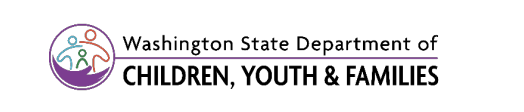 Washington State Department of
CHILDREN, YOUTH & FAMILIES